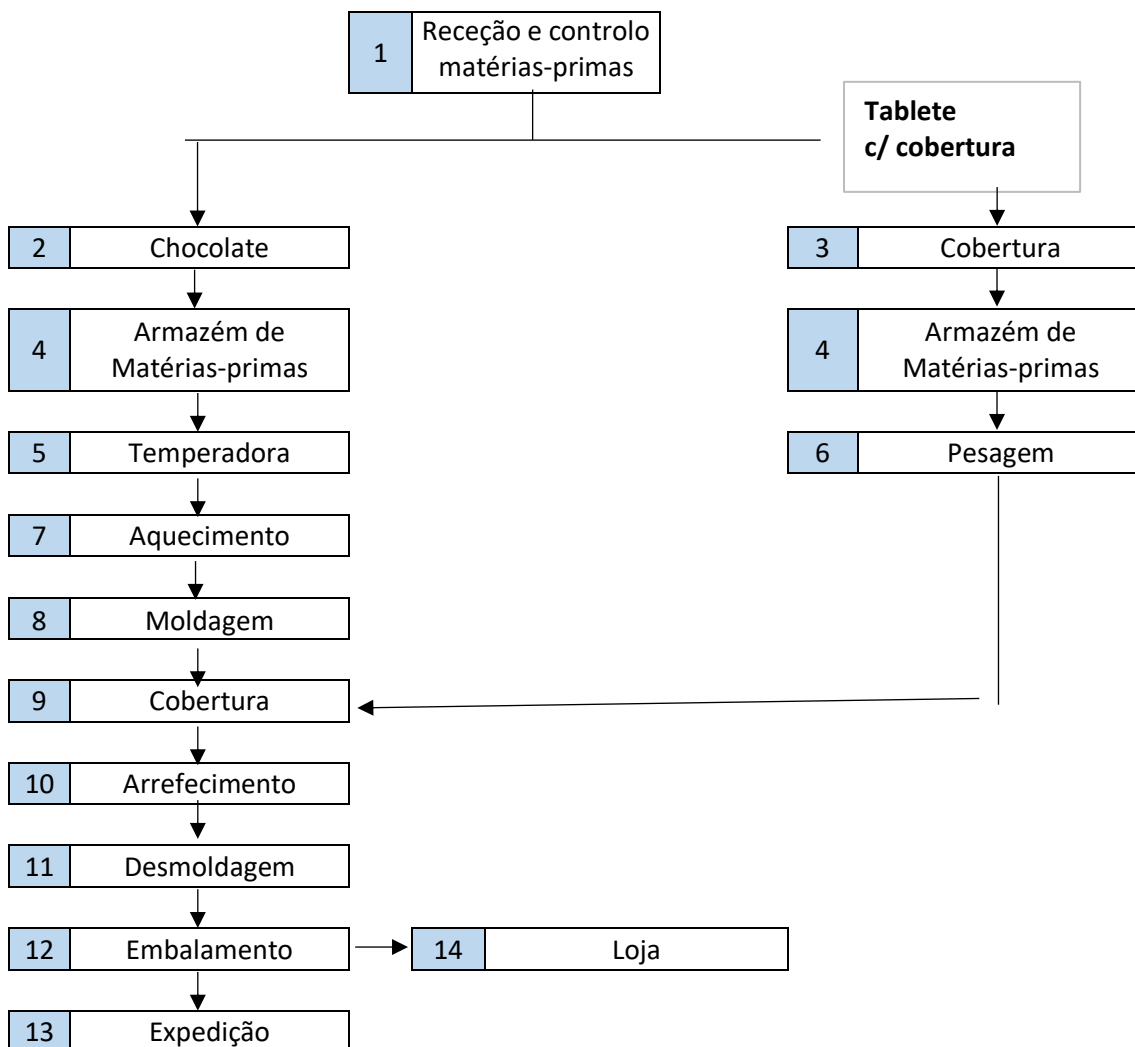 1
Receção e controlo
matérias-primas
Tablete
c/ cobertura
2 Chocolate
3 Cobertura
4
Armazém de
Matérias-primas
4
Armazém de
Matérias-primas
5 Temperadora
6 Pesagem
7 Aquecimento
8 Moldagem
9 Cobertura
10 Arrefecimento
11 Desmoldagem
12 Embalamento
14 Loja
13 Expedição